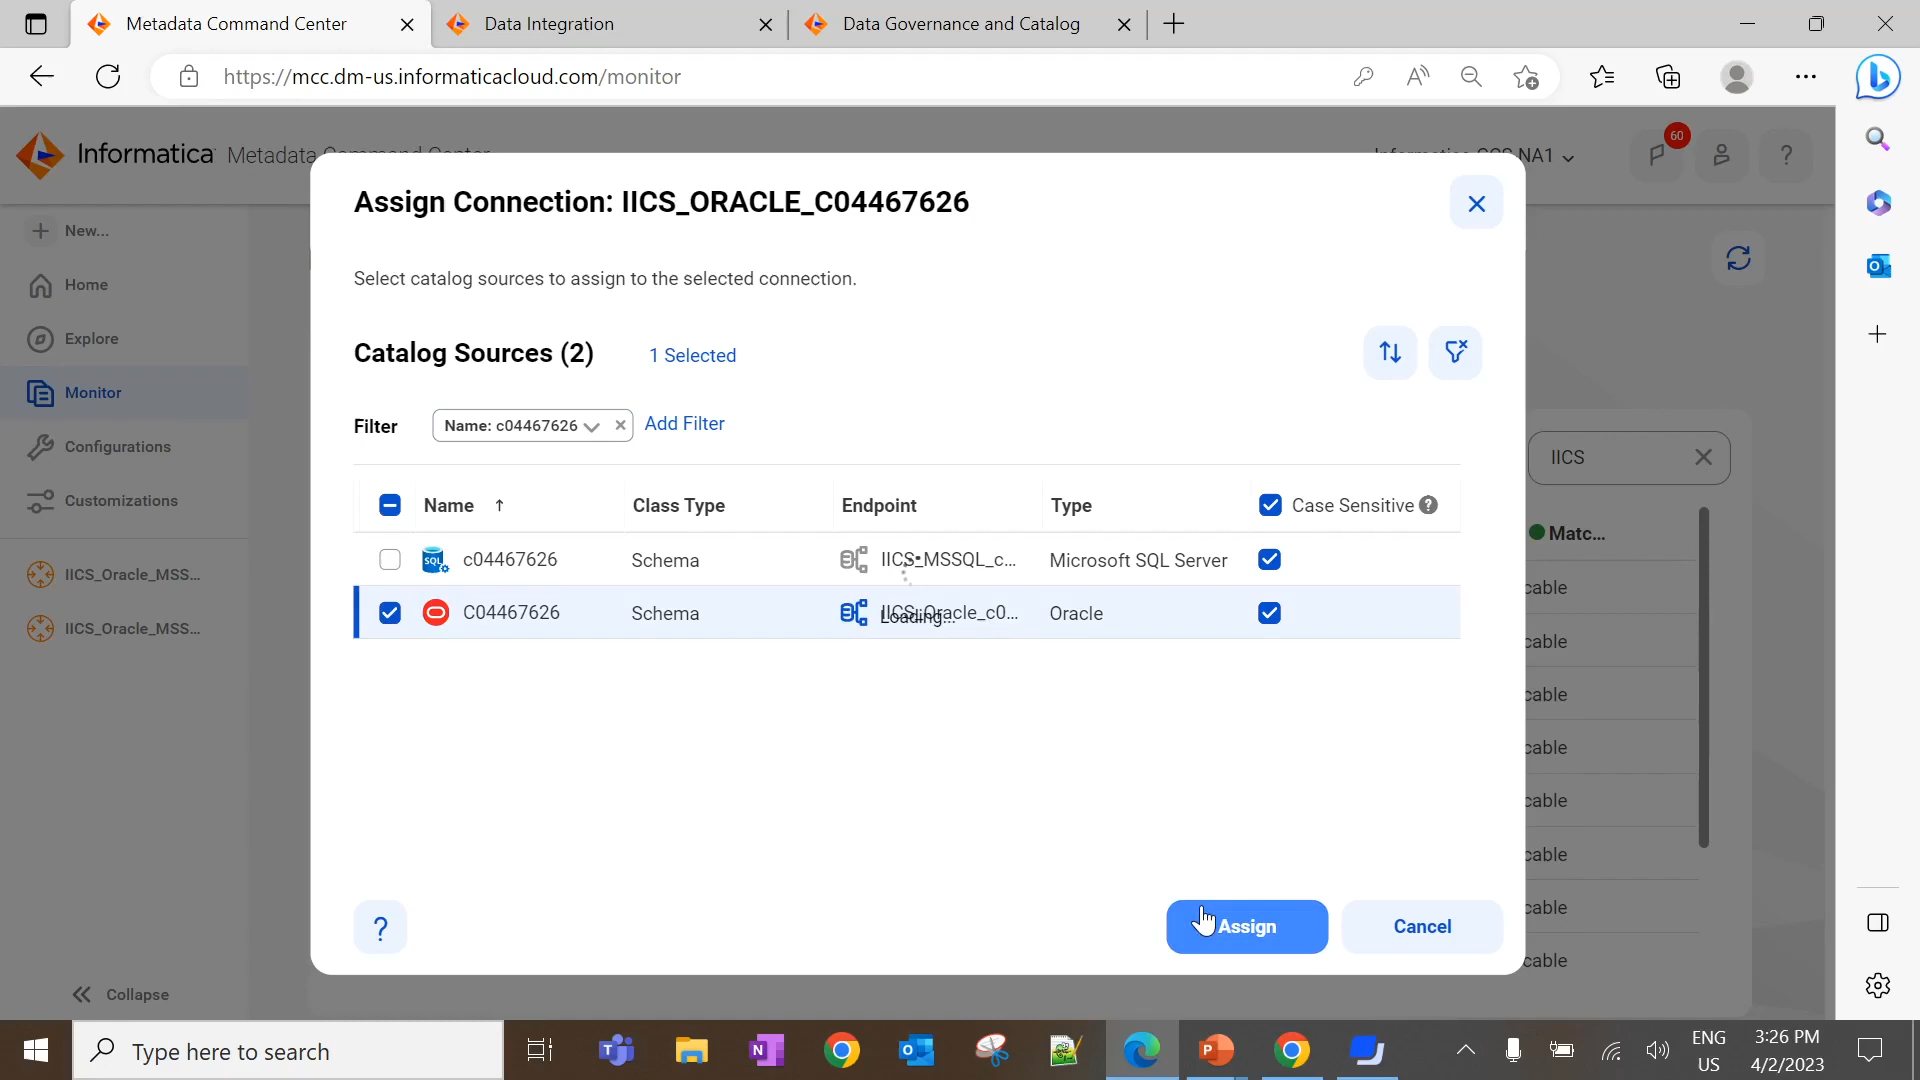 Metadata Command Center
Data Integration
Data Governance and Catalog
https://mcc.dm-us.informaticacloud.com/monitor
Informatica Metadata
NA1
60
?
New...
Home
Explore
Monitor
Configurations
Customizations
IICS_Oracle_MSS...
IICS_Oracle_MSS...
Collapse
Assign Connection: IICS_ORACLE_C04467626
Select catalog sources to assign to the selected connection.
Catalog Sources (2) 1 Selected
Filter Name: c04467626 Add Filter
Name ↑ Class Type Endpoint Type Case Sensitive ?
SQL c04467626 Schema IICS_MSSQL_c... Microsoft SQL Server
C04467626 Schema IICS_Oracle_c0... Oracle
Loading...
? Assign Cancel
IICS
Matc...
cable
cable
cable
cable
cable
cable
cable
cable
Type here to search
ENG
US
3:26 PM
4/2/2023